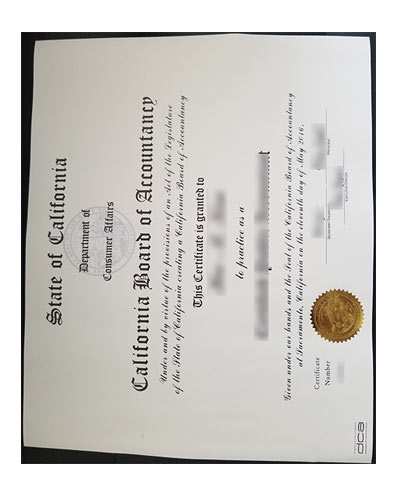 State of California
Department of
Consumer Affairs
California Board of Accountancy
Under and by virtue of the provisions of an Act of the Legislature
of the State of California creating a California Board of Accountancy
This Certificate is granted to
to practice as a
Given under our hands and the Seal of the California Board of Accountancy
at Sacramento, California on the eleventh day of May 2016.
Certificate
Number
dca